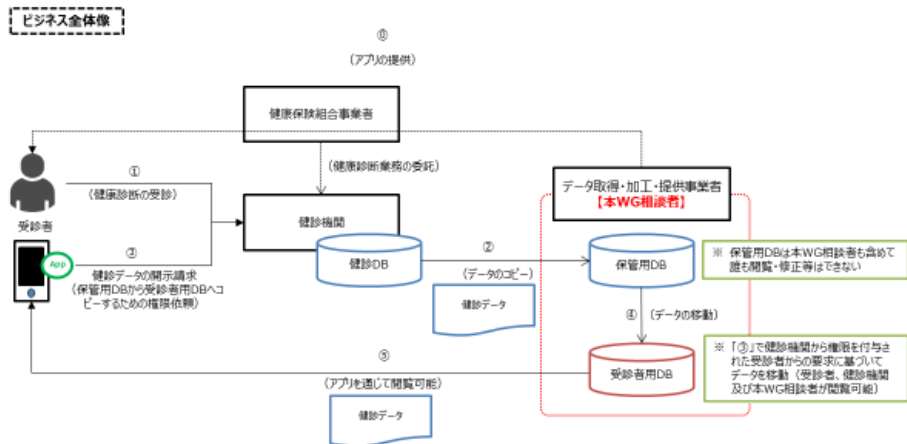 ビジネス全体像
⓪
(アプリの提供)
健康保険組合事業者
①
(健康診断の受診)
(健康診断業務の委託)
データ取得・加工・提供事業者
【本WG相談者】
受診者
健診機関
App
③
健診データの開示請求
(保管用DBから受診者用DBへコ
ピーするための権限依頼)
健診DB
②
(データのコピー)
健診データ
保管用DB
※ 保管用DBは本WG相談者も含めて
誰も閲覧・修正等はできない
④ (データの移動)
受診者用DB
※ 「③」で健診機関から権限を付与さ
れた受診者からの要求に基づいて
データを移動(受診者、健診機関
及び本WG相談者が閲覧可能)
⑤
(アプリを通じて閲覧可能)
健診データ